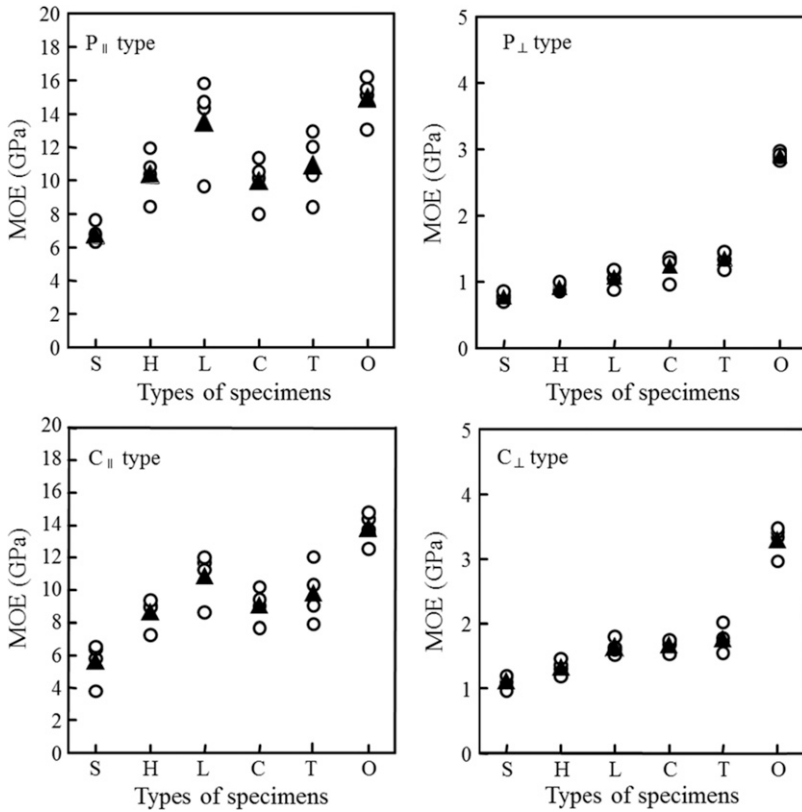 P∥ type
MOE (GPa)
20
18
16
14
12
10
8
6
4
2
0
S H L C T O
Types of specimens
P⊥ type
MOE (GPa)
5
4
3
2
1
0
S H L C T O
Types of specimens
C∥ type
MOE (GPa)
20
18
16
14
12
10
8
6
4
2
0
S H L C T O
Types of specimens
C⊥ type
MOE (GPa)
5
4
3
2
1
0
S H L C T O
Types of specimens